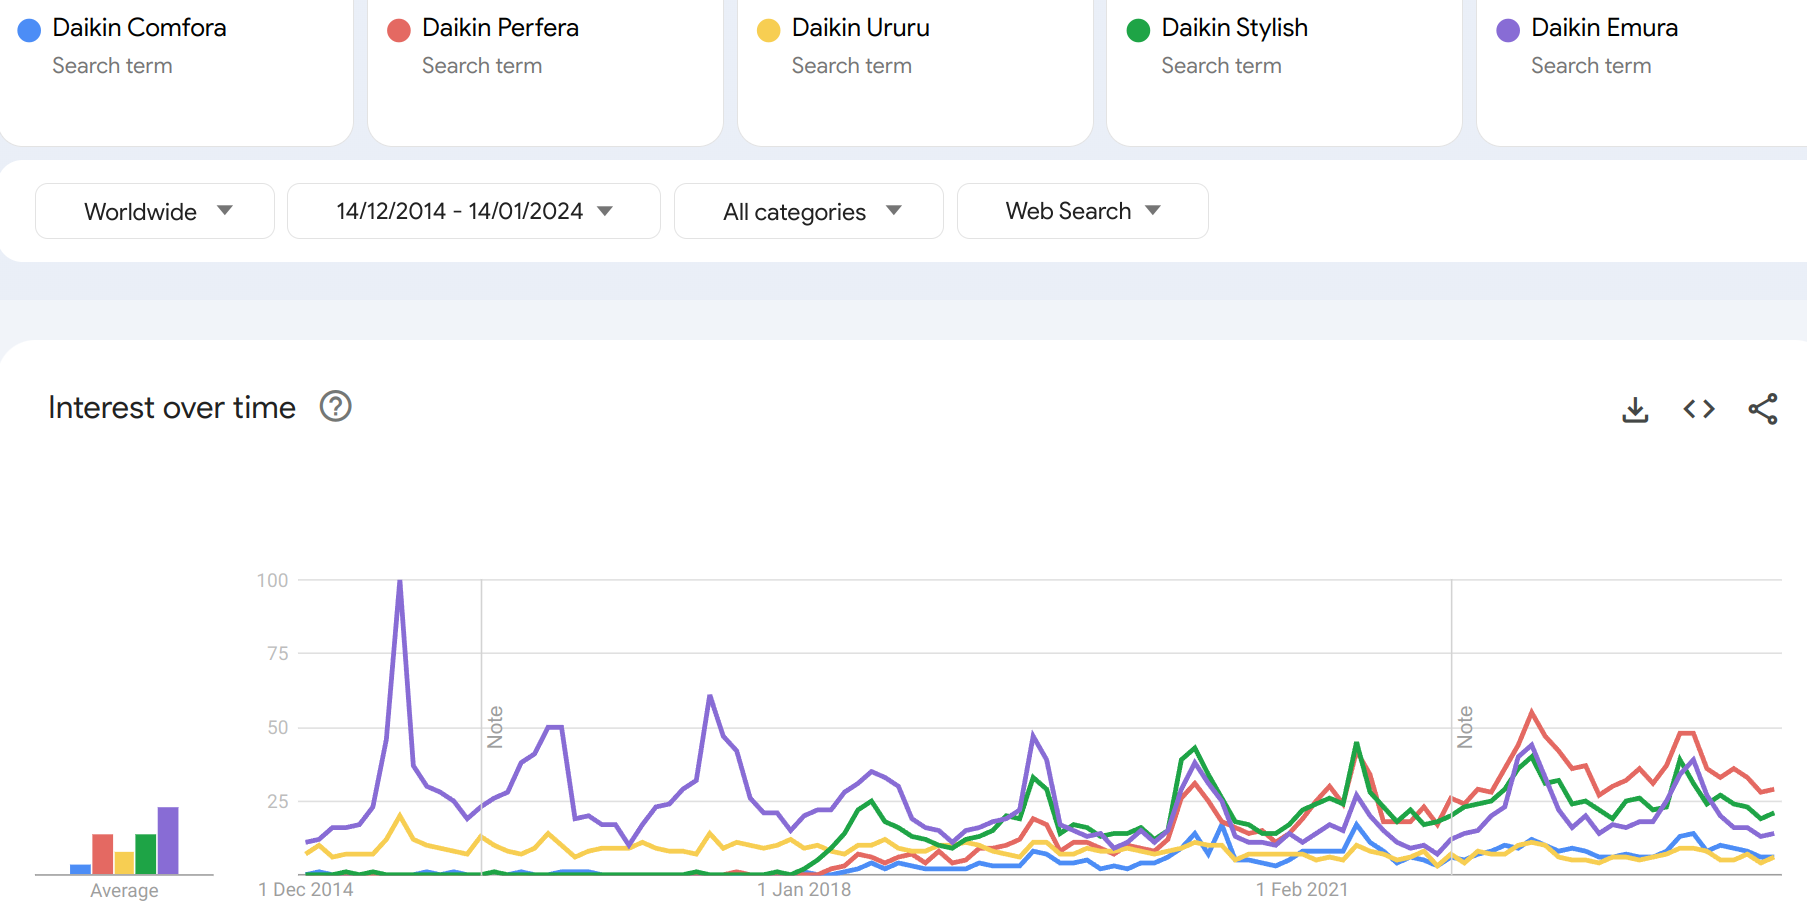 Daikin Comfora
Search term
Daikin Perfera
Search term
Daikin Ururu
Search term
Daikin Stylish
Search term
Daikin Emura
Search term
Worldwide
14/12/2014 - 14/01/2024
All categories
Web Search
Interest over time
?
100
75
50
25
Note
Note
Average
1 Dec 2014
1 Jan 2018
1 Feb 2021